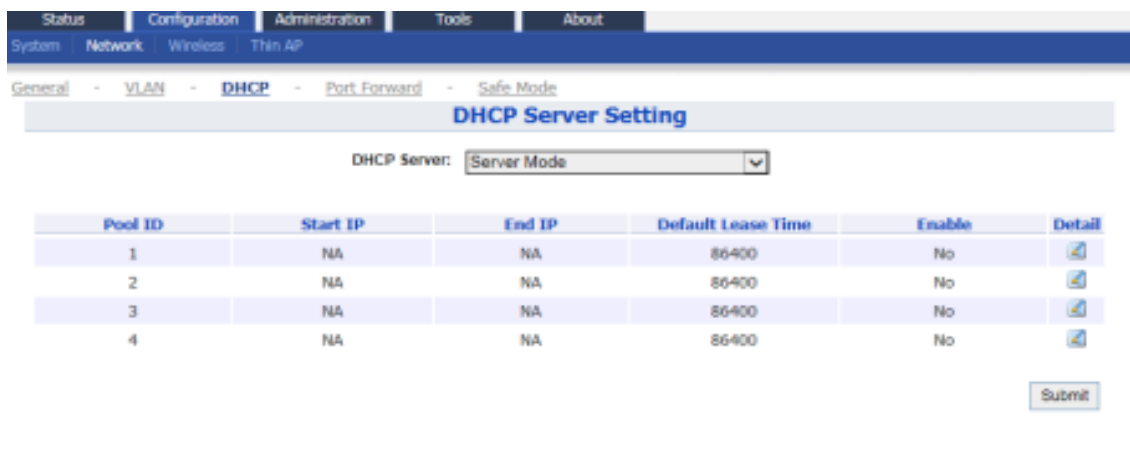 Status Configuration Administration Tools About
System Network Wireless Thin AP
General - VLAN - DHCP - Port Forward - Safe Mode
DHCP Server Setting
DHCP Server: Server Mode
Pool ID Start IP End IP Default Lease Time Enable Detail
1 NA NA 86400 No
2 NA NA 86400 No
3 NA NA 86400 No
4 NA NA 86400 No
Submit